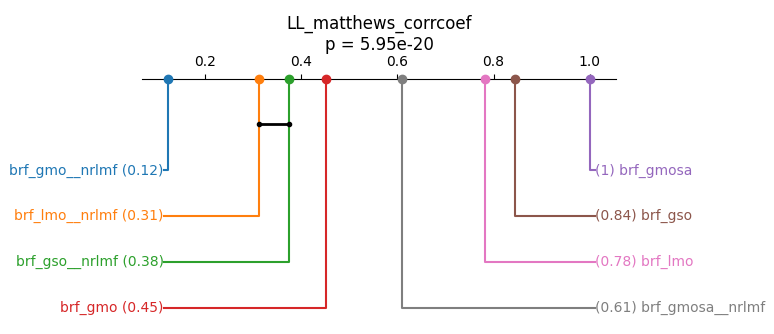 LL_matthews_corrcoef
p = 5.95e-20
0.2 0.4 0.6 0.8 1.0
brf_gmo__nrlmf (0.12) (1) brf_gmosa
brf_lmo__nrlmf (0.31) (0.84) brf_gso
brf_gso__nrlmf (0.38) (0.78) brf_lmo
brf_gmo (0.45) (0.61) brf_gmosa__nrlmf